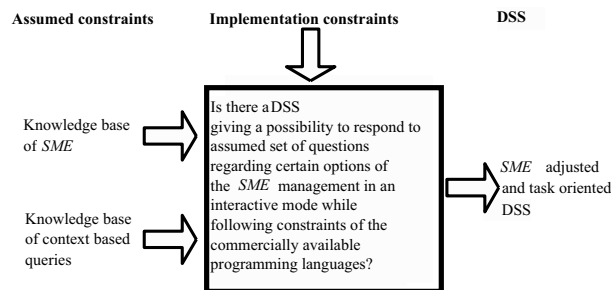 Assumed constraints
Implementation constraints
DSS
Knowledge base
of SME
Knowledge base
of context based
queries
Is there a DSS
giving a possibility to respond to
assumed set of questions
regarding certain options of
the SME management in an
interactive mode while
following constraints of the
commercially available
programming languages?
SME adjusted
and task oriented
DSS